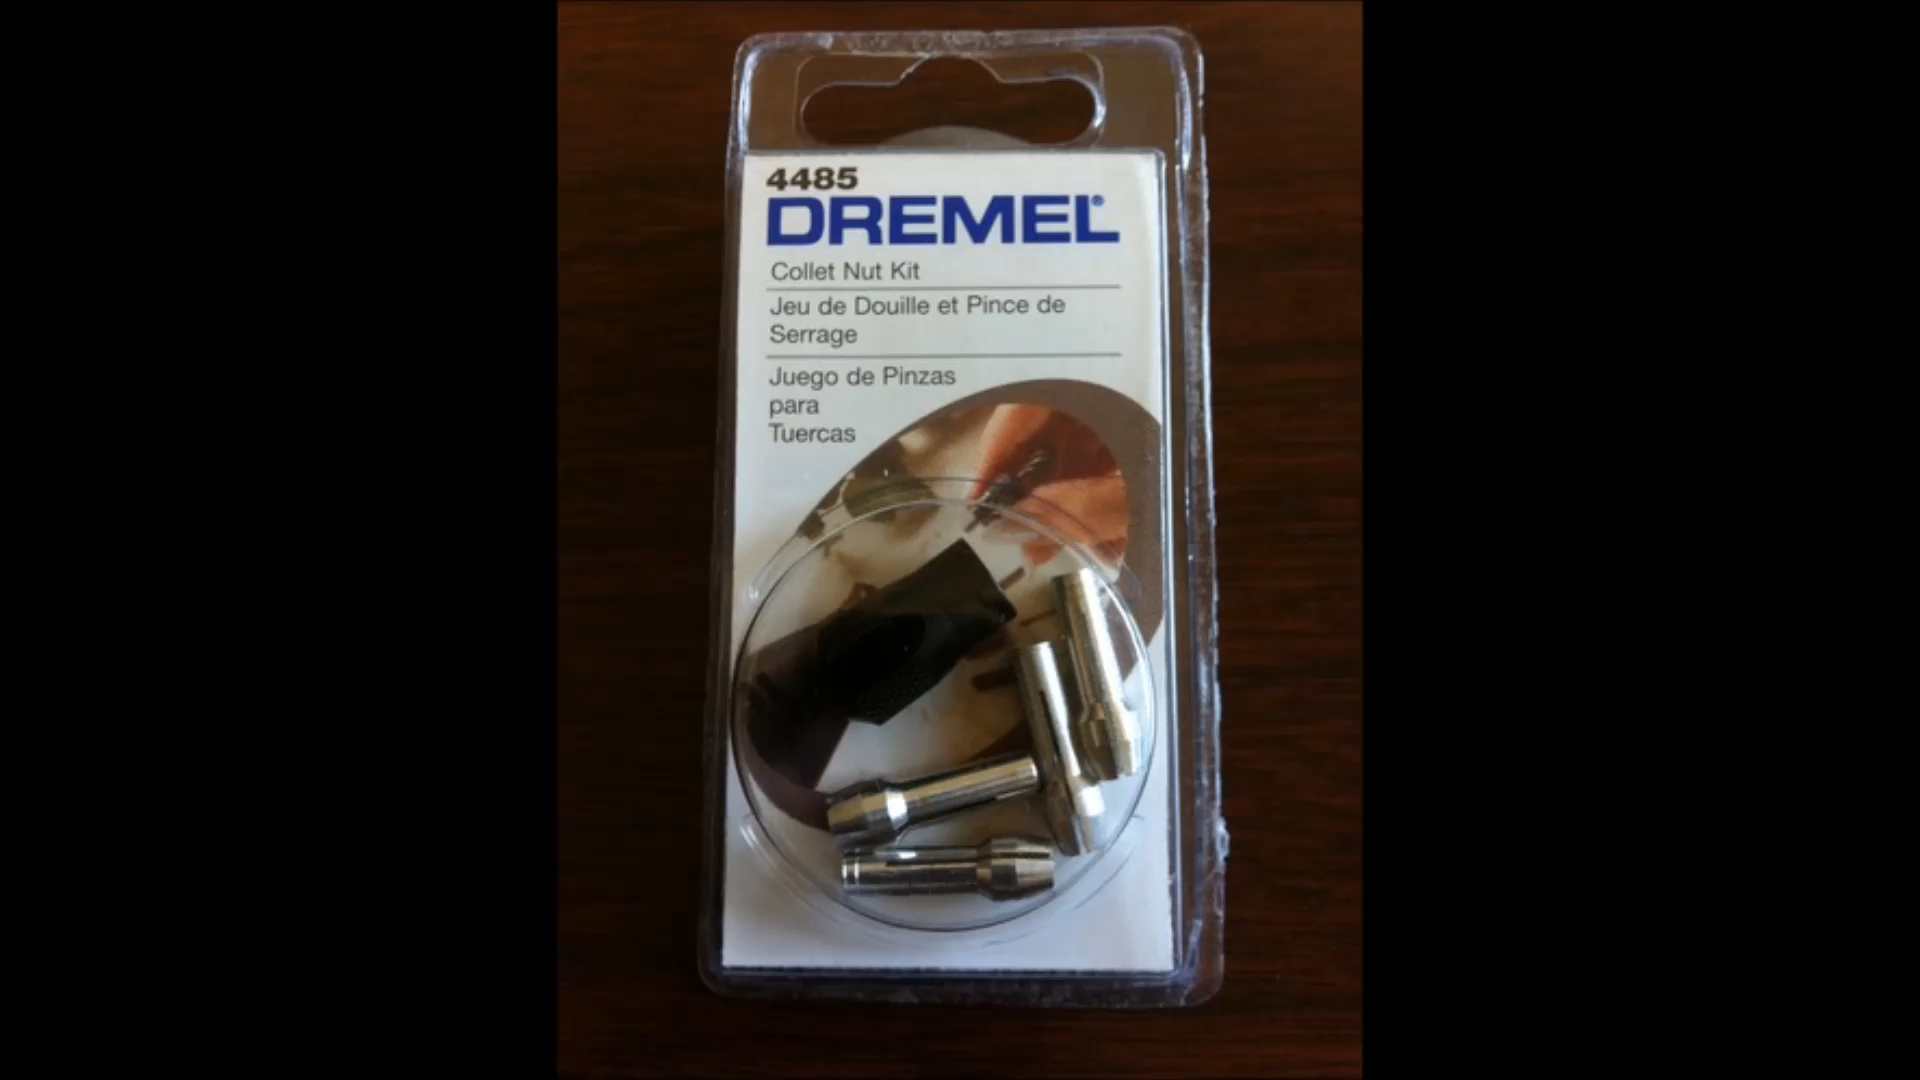 4485
DREMEL®
Collet Nut Kit
Jeu de Douille et Pince de
Serrage
Juego de Pinzas
para
Tuercas